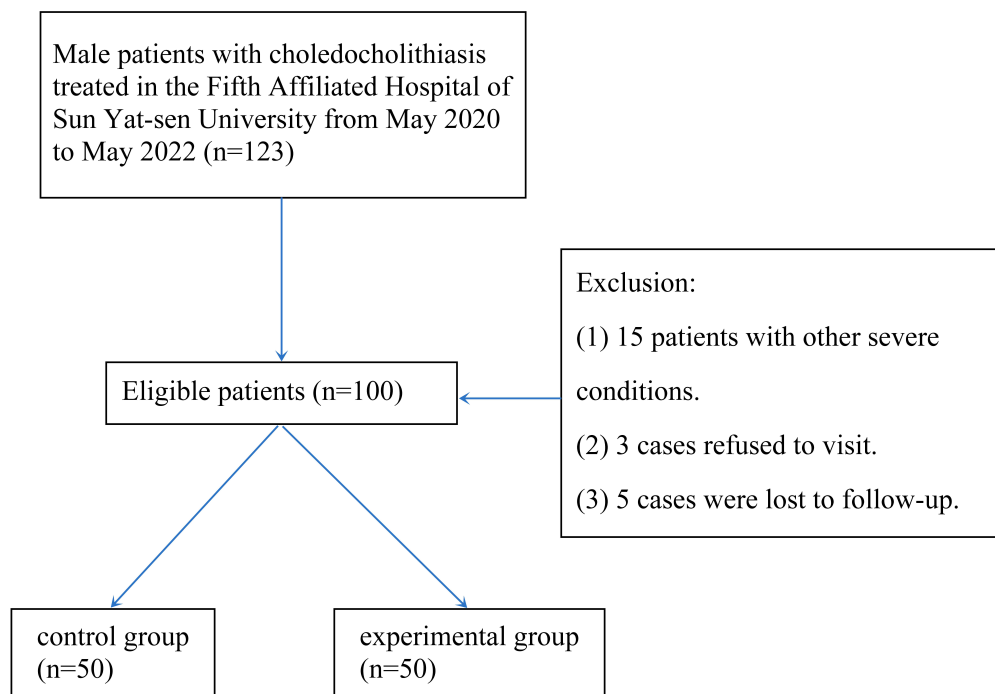 Male patients with choledocholithiasis
treated in the Fifth Affiliated Hospital of
Sun Yat-sen University from May 2020
to May 2022 (n=123)
Exclusion:
(1) 15 patients with other severe
conditions.
(2) 3 cases refused to visit.
(3) 5 cases were lost to follow-up.
Eligible patients (n=100)
control group
(n=50)
experimental group
(n=50)